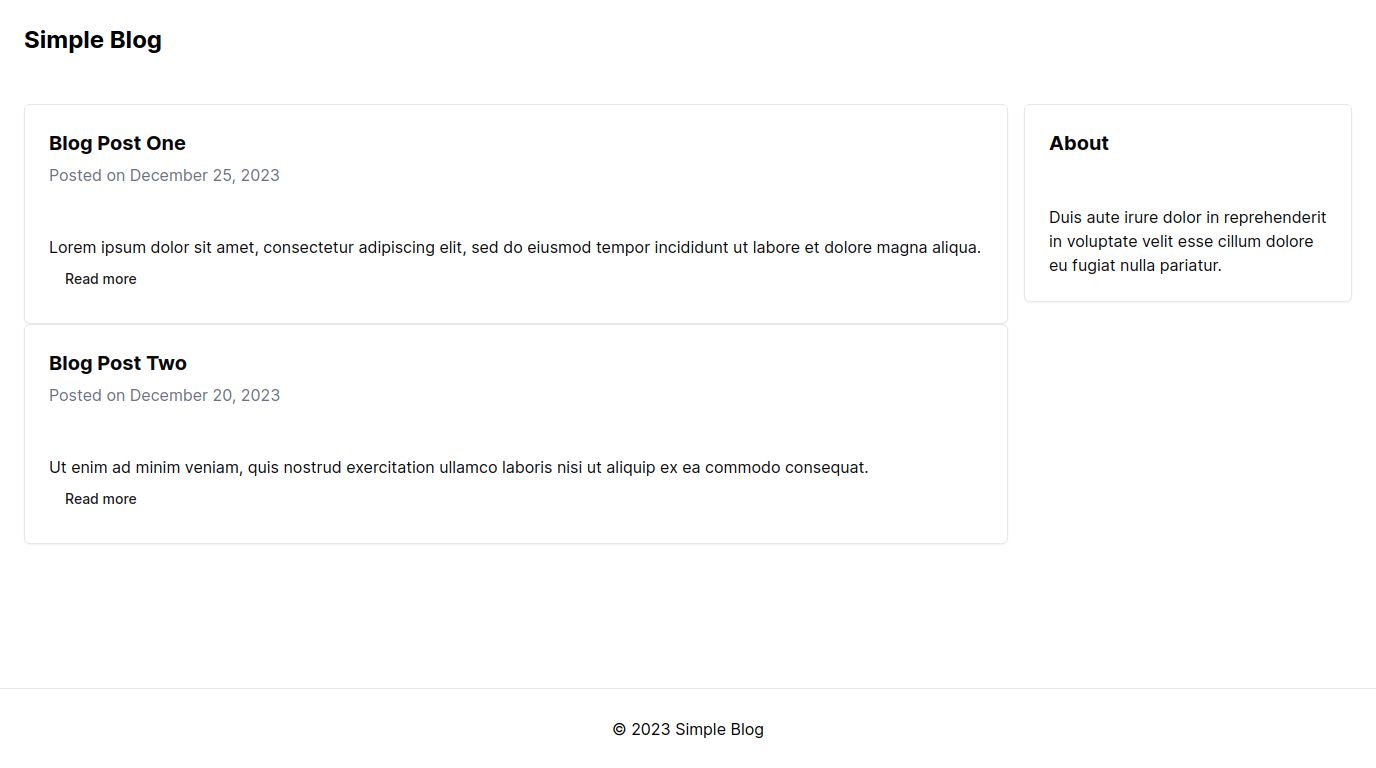 Simple Blog
Blog Post One
Posted on December 25, 2023
Lorem ipsum dolor sit amet, consectetur adipiscing elit, sed do eiusmod tempor incididunt ut labore et dolore magna aliqua.
Read more
Blog Post Two
Posted on December 20, 2023
Ut enim ad minim veniam, quis nostrud exercitation ullamco laboris nisi ut aliquip ex ea commodo consequat.
Read more
About
Duis aute irure dolor in reprehenderit
in voluptate velit esse cillum dolore
eu fugiat nulla pariatur.
© 2023 Simple Blog